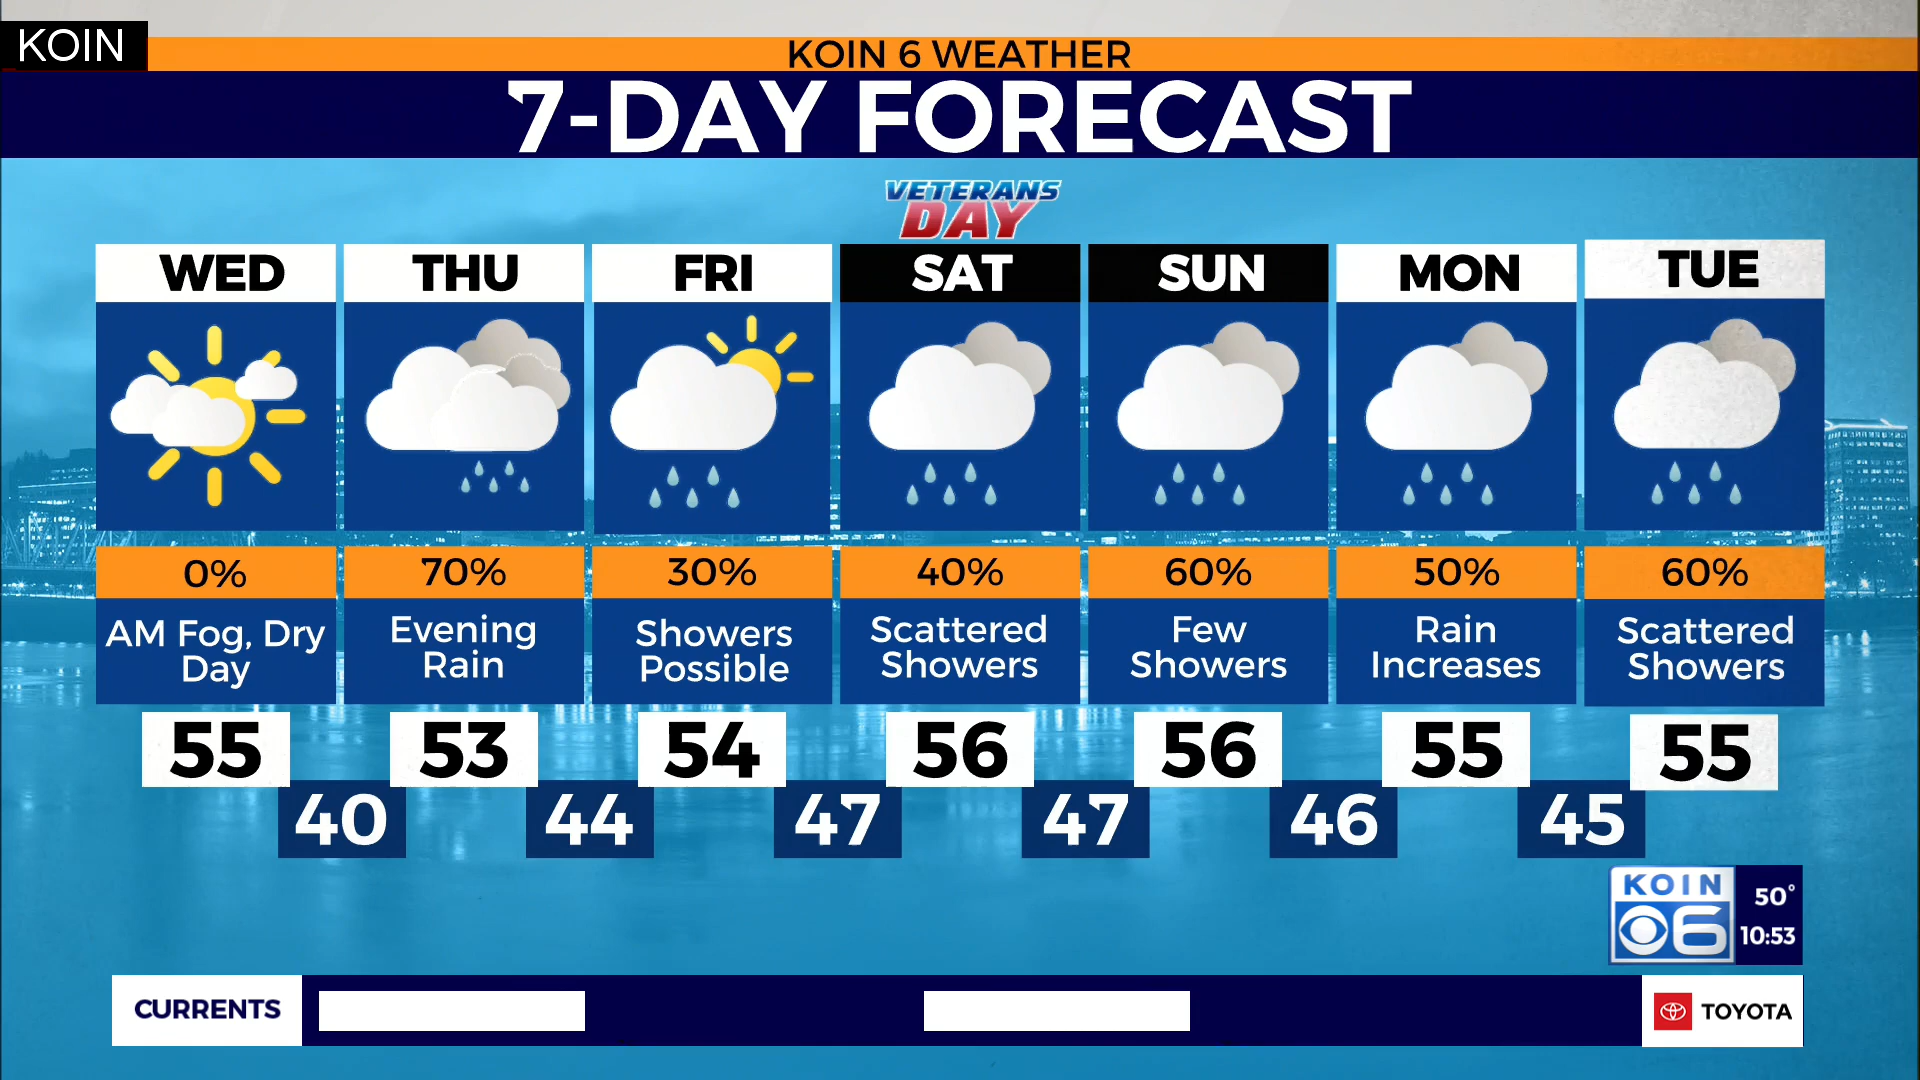 KOIN
KOIN 6 WEATHER
7-DAY FORECAST
VETERANS
DAY
WED THU FRI SAT SUN MON TUE
0% 70% 30% 40% 60% 50% 60%
AM Fog, Dry
Day
Evening
Rain
Showers
Possible
Scattered
Showers
Few
Showers
Rain
Increases
Scattered
Showers
55 53 54 56 56 55 55
40 44 47 47 46 45
KOIN
6
50°
10:53
CURRENTS
TOYOTA